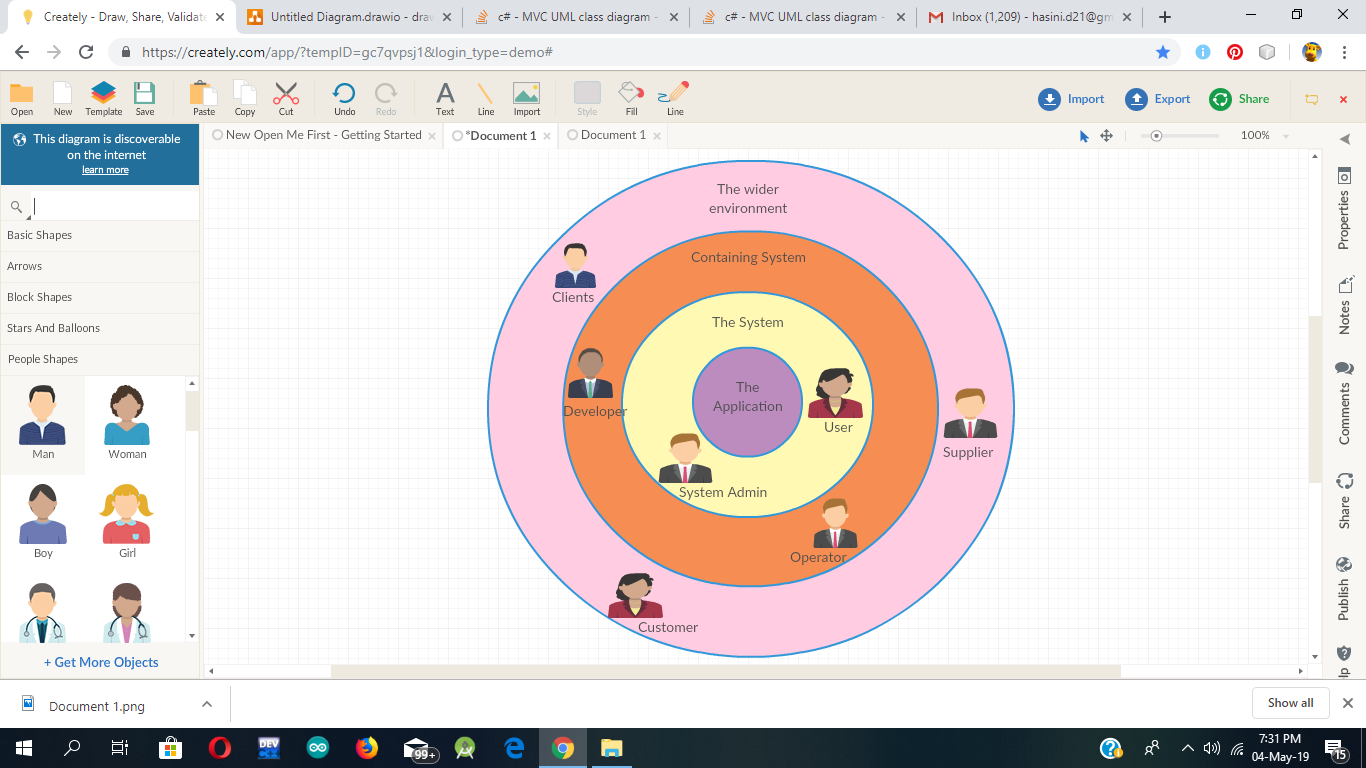 Creately - Draw, Share, Validate
Untitled Diagram.drawio - draw
c# - MVC UML class diagram -
c# - MVC UML class diagram -
Inbox (1,209) - hasini.d21@gm
https://creately.com/app/?tempID=gc7qvpsj1&login_type=demo#
Open
New
Template
Save
Paste
Copy
Cut
Undo
Redo
Text
Line
Import
Style
Fill
Line
Import
Export
Share
This diagram is discoverable
on the internet
learn more
New Open Me First - Getting Started
*Document 1
Document 1
100%
Basic Shapes
Arrows
Block Shapes
Stars And Balloons
People Shapes
Man
Woman
Boy
Girl
+ Get More Objects
The wider
environment
Containing System
Clients
The System
The
Application
Developer
User
Supplier
System Admin
Operator
Customer
Properties
Notes
Comments
Share
Publish
lp
Document 1.png
Show all
DEV
99+
7:31 PM
04-May-19
15